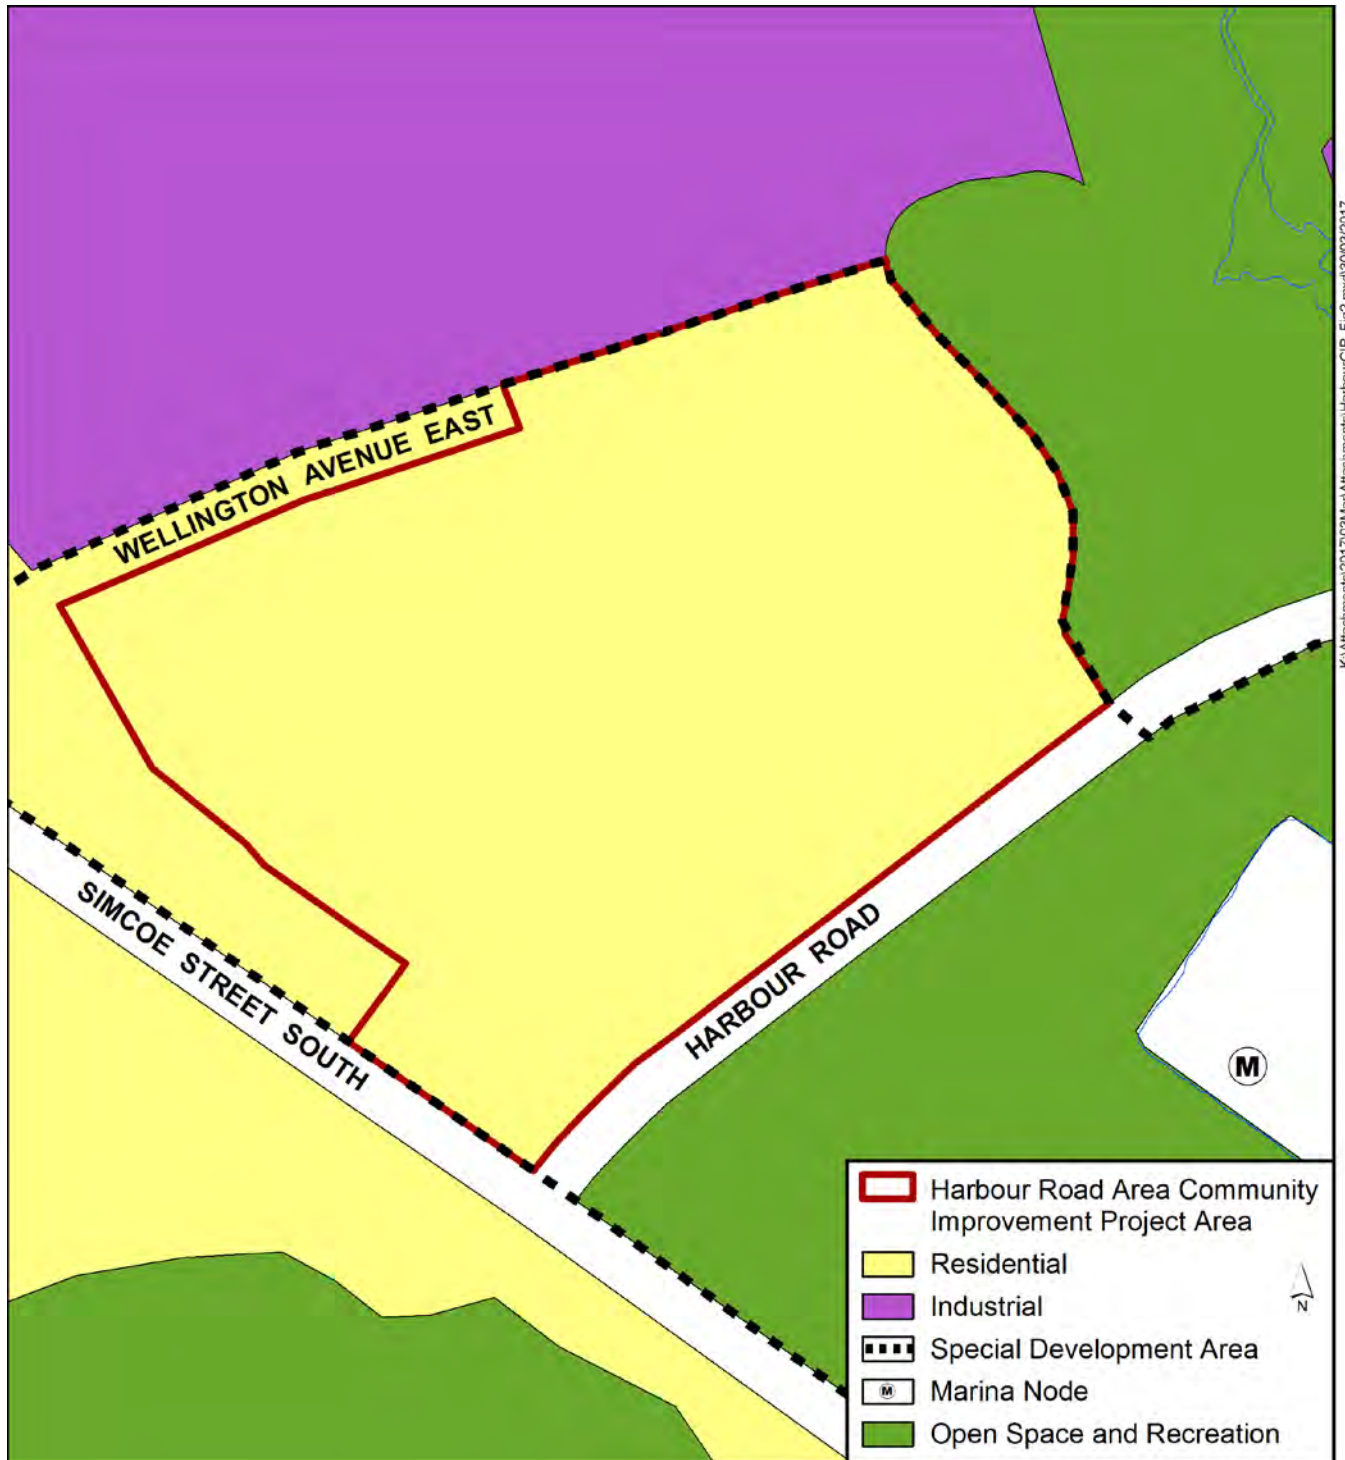 WELLINGTON AVENUE EAST
SIMCOE STREET SOUTH
HARBOUR ROAD
M
Harbour Road Area Community
Improvement Project Area
Residential
Industrial
Special Development Area
M
Marina Node
Open Space and Recreation
N